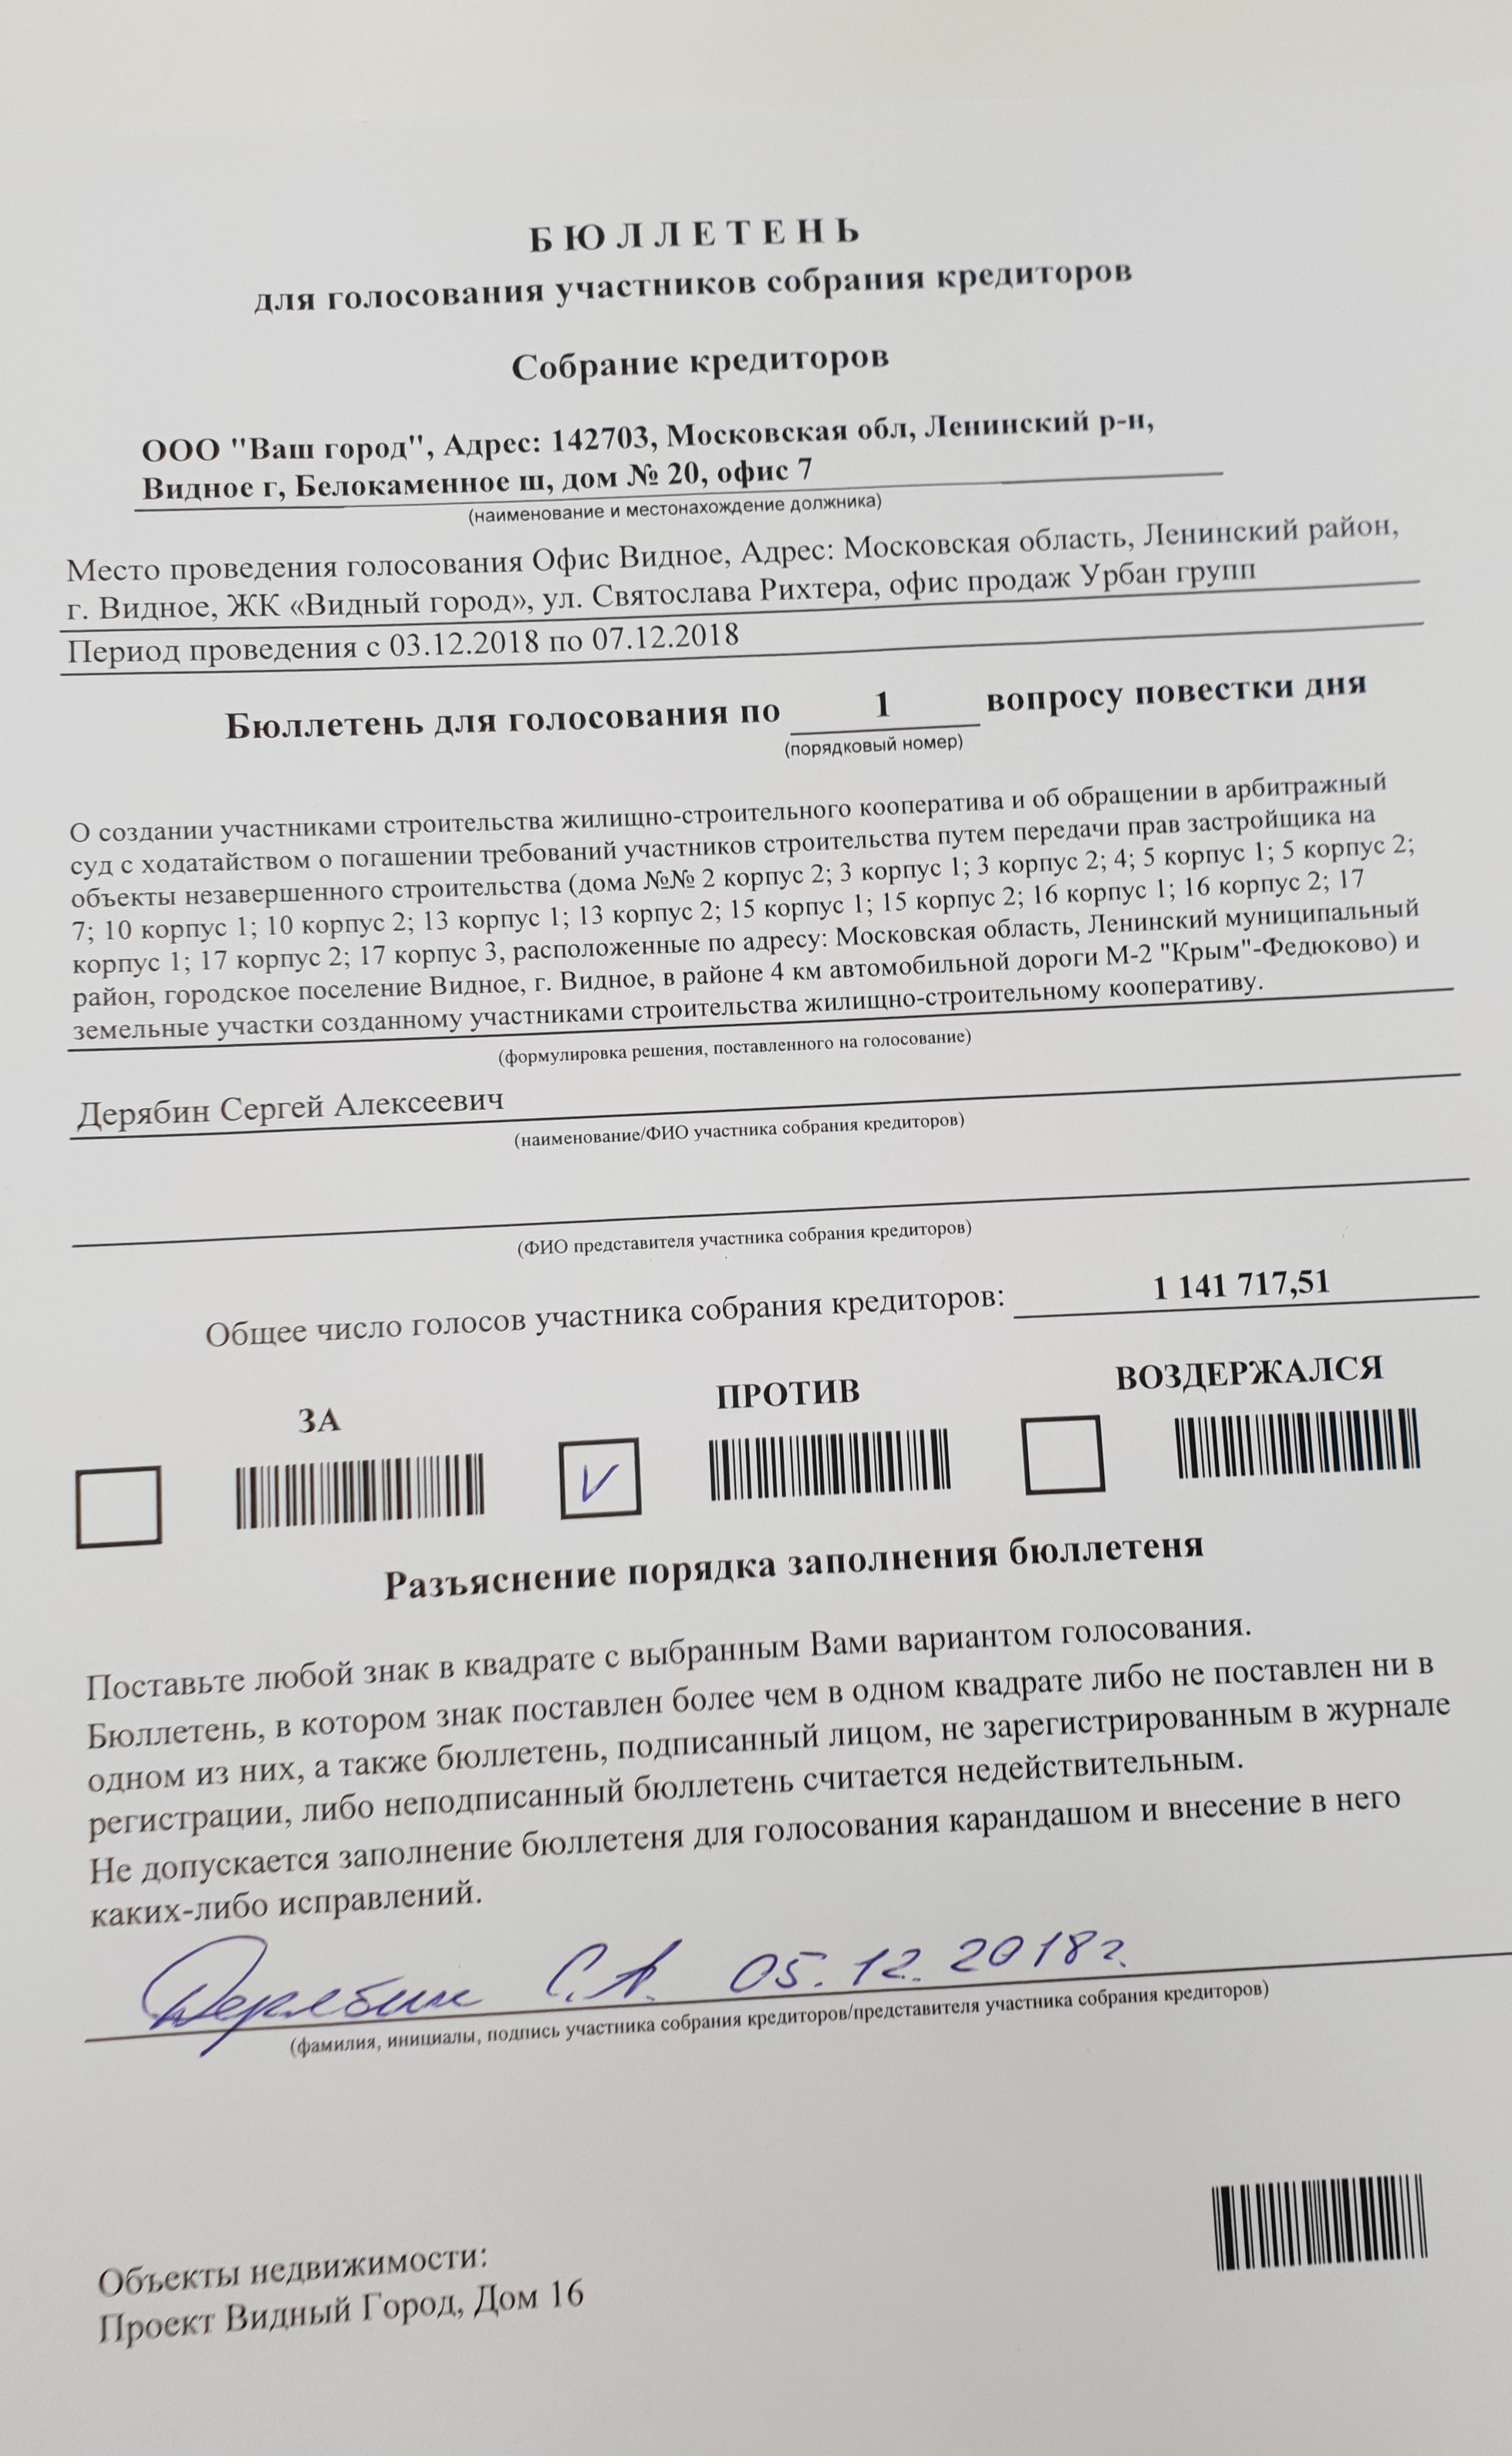 БЮЛЛЕТЕНЬ
для голосования участников собрания кредиторов
Собрание кредиторов
ООО "Ваш город", Адрес: 142703, Московская обл, Ленинский р-н,
Видное г, Белокаменное ш, дом № 20, офис 7
(наименование и местонахождение должника)
Место проведения голосования Офис Видное, Адрес: Московская область, Ленинский район,
г. Видное, ЖК «Видный город», ул. Святослава Рихтера, офис продаж Урбан групп
Период проведения с 03.12.2018 по 07.12.2018
Бюллетень для голосования по 1 вопросу повестки дня
(порядковый номер)
О создании участниками строительства жилищно-строительного кооператива и об обращении в арбитражный
суд с ходатайством о погашении требований участников строительства путем передачи прав застройщика на
объекты незавершенного строительства (дома №№ 2 корпус 2; 3 корпус 1; 3 корпус 2; 4; 5 корпус 1; 5 корпус 2;
7; 10 корпус 1; 10 корпус 2; 13 корпус 1; 13 корпус 2; 15 корпус 1; 15 корпус 2; 16 корпус 1; 16 корпус 2; 17
корпус 1; 17 корпус 2; 17 корпус 3, расположенные по адресу: Московская область, Ленинский муниципальный
район, городское поселение Видное, г. Видное, в районе 4 км автомобильной дороги М-2 "Крым"-Федюково) и
земельные участки созданному участниками строительства жилищно-строительному кооперативу.
(формулировка решения, поставленного на голосование)
Дерябин Сергей Алексеевич
(наименование/ФИО участника собрания кредиторов)
(ФИО представителя участника собрания кредиторов)
Общее число голосов участника собрания кредиторов: 1 141 717,51
ЗА ПРОТИВ ВОЗДЕРЖАЛСЯ
Разъяснение порядка заполнения бюллетеня
Поставьте любой знак в квадрате с выбранным Вами вариантом голосования.
Бюллетень, в котором знак поставлен более чем в одном квадрате либо не поставлен ни в
одном из них, а также бюллетень, подписанный лицом, не зарегистрированным в журнале
регистрации, либо неподписанный бюллетень считается недействительным.
Не допускается заполнение бюллетеня для голосования карандашом и внесение в него
каких-либо исправлений.
Дерябин С.А. 05.12.2018г.
(фамилия, инициалы, подпись участника собрания кредиторов/представителя участника собрания кредиторов)
Объекты недвижимости:
Проект Видный Город, Дом 16